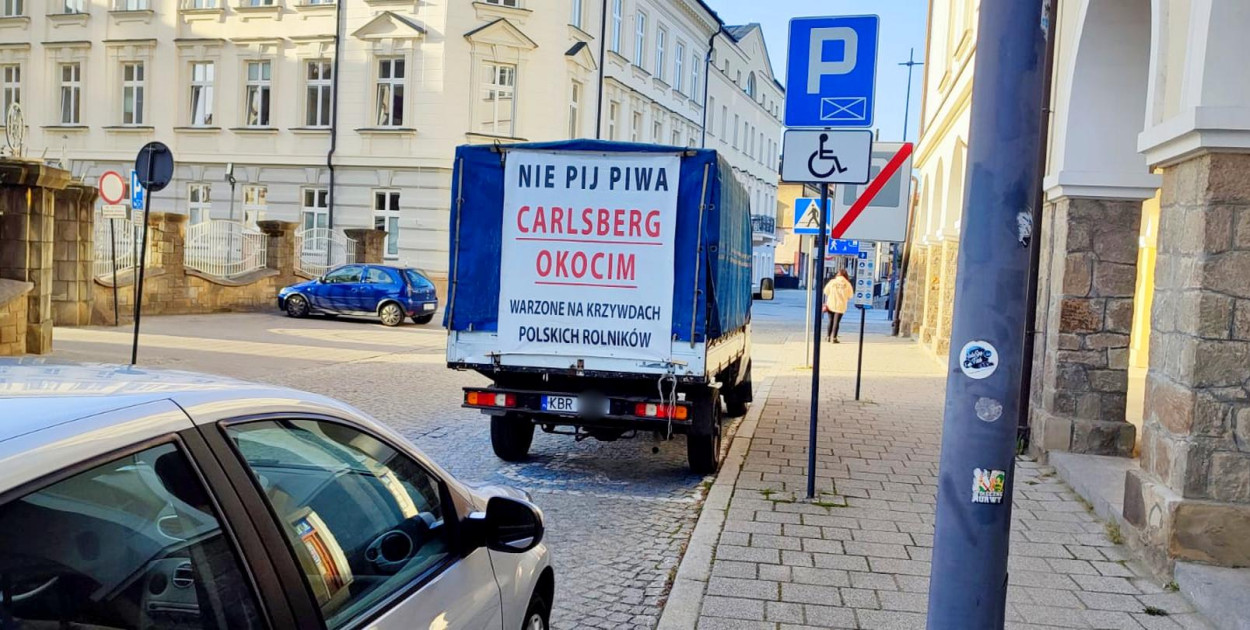 NIE PIJ PIWA
CARLSBERG
OKOCIM
WARZONE NA KRZYWDACH
POLSKICH ROLNIKÓW
KBR
P
P